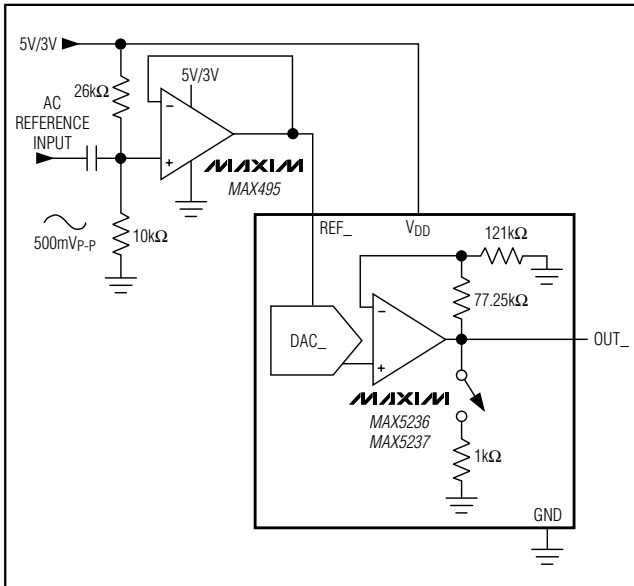 5V/3V
26kΩ
5V/3V
AC
REFERENCE
INPUT
−
+
MAXIM
MAX495
10kΩ
500mVP-P
REF_
VDD
121kΩ
77.25kΩ
−
DAC_
OUT_
+
MAXIM
MAX5236
MAX5237
1kΩ
GND